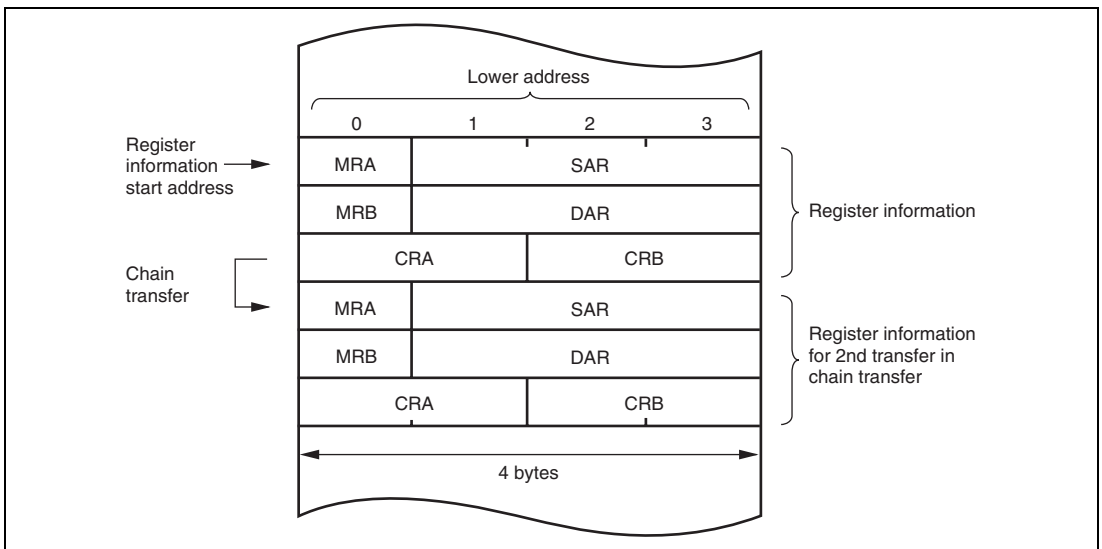 Lower address
0 1 2 3
Register
information
start address
MRA SAR
MRB DAR
Register information
CRA CRB
Chain
transfer
MRA SAR
MRB DAR
Register information
for 2nd transfer in
chain transfer
CRA CRB
4 bytes